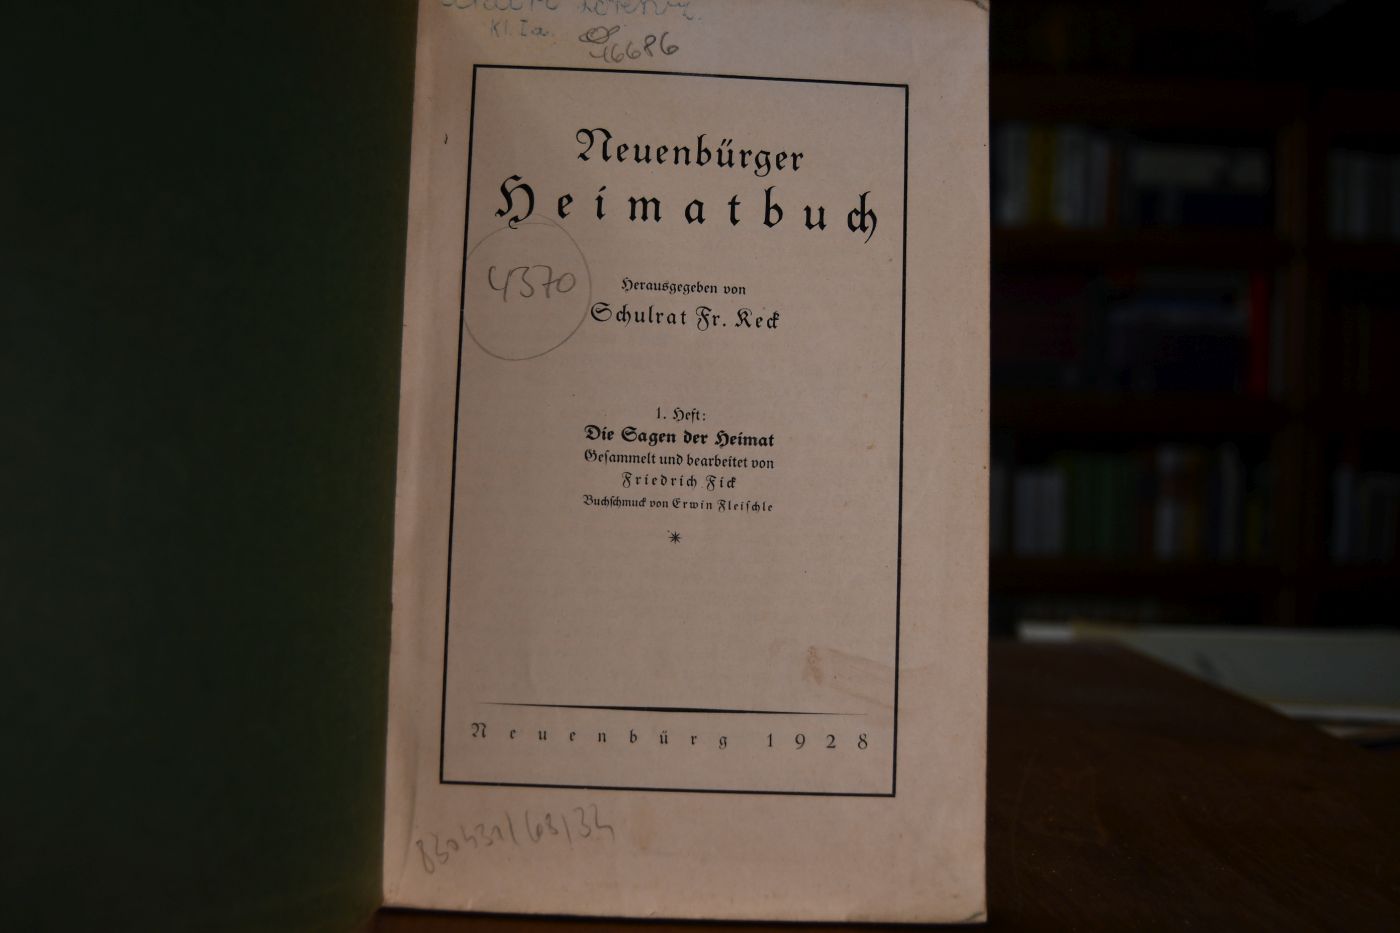 Kl. Ia.
16686
Neuenbürger
Heimatbuch
4370
Herausgegeben von
Schulrat Fr. Keck
1. Heft:
Die Sagen der Heimat
Geſammelt und bearbeitet von
Friedrich Fick
Buchſchmuck von Erwin Fleiſchle
Neuenbürg 1928